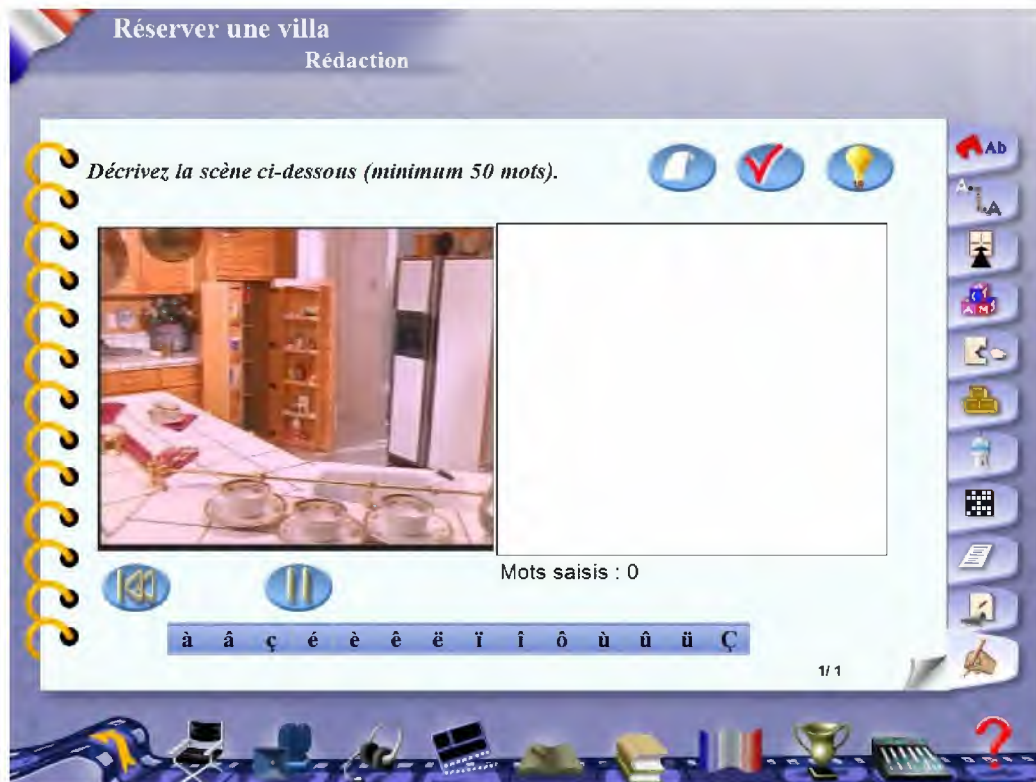 Réserver une villa
Rédaction
Décrivez la scène ci-dessous (minimum 50 mots).
Ab
Mots saisis : 0
à â ç é è ê ë ï î ô ù û ü Ç
1/ 1